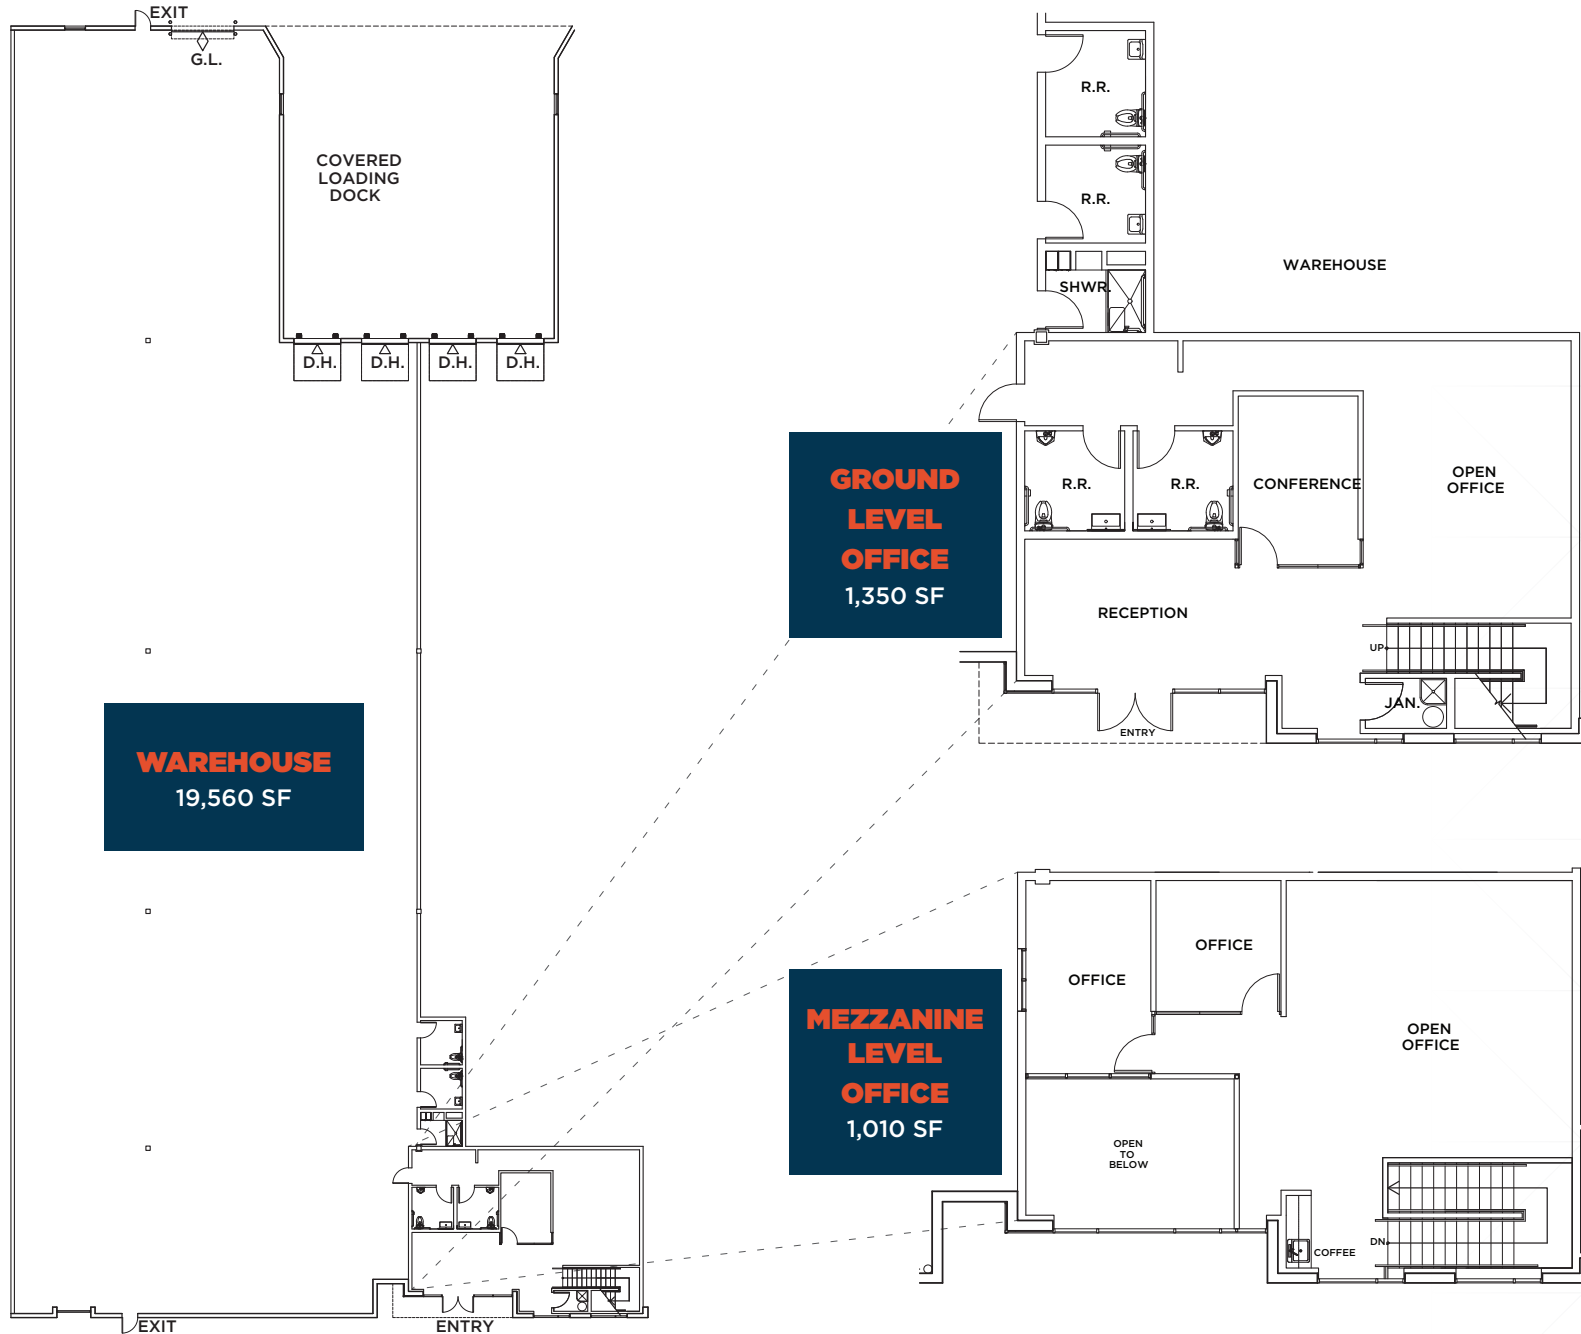 EXIT
G.L.
COVERED
LOADING
DOCK
D.H.
D.H.
D.H.
D.H.
WAREHOUSE
19,560 SF
EXIT
ENTRY
R.R.
R.R.
SHWR.
WAREHOUSE
GROUND
LEVEL
OFFICE
1,350 SF
R.R.
R.R.
CONFERENCE
OPEN
OFFICE
RECEPTION
UP
JAN.
ENTRY
MEZZANINE
LEVEL
OFFICE
1,010 SF
OFFICE
OFFICE
OPEN
OFFICE
OPEN
TO
BELOW
DN
COFFEE